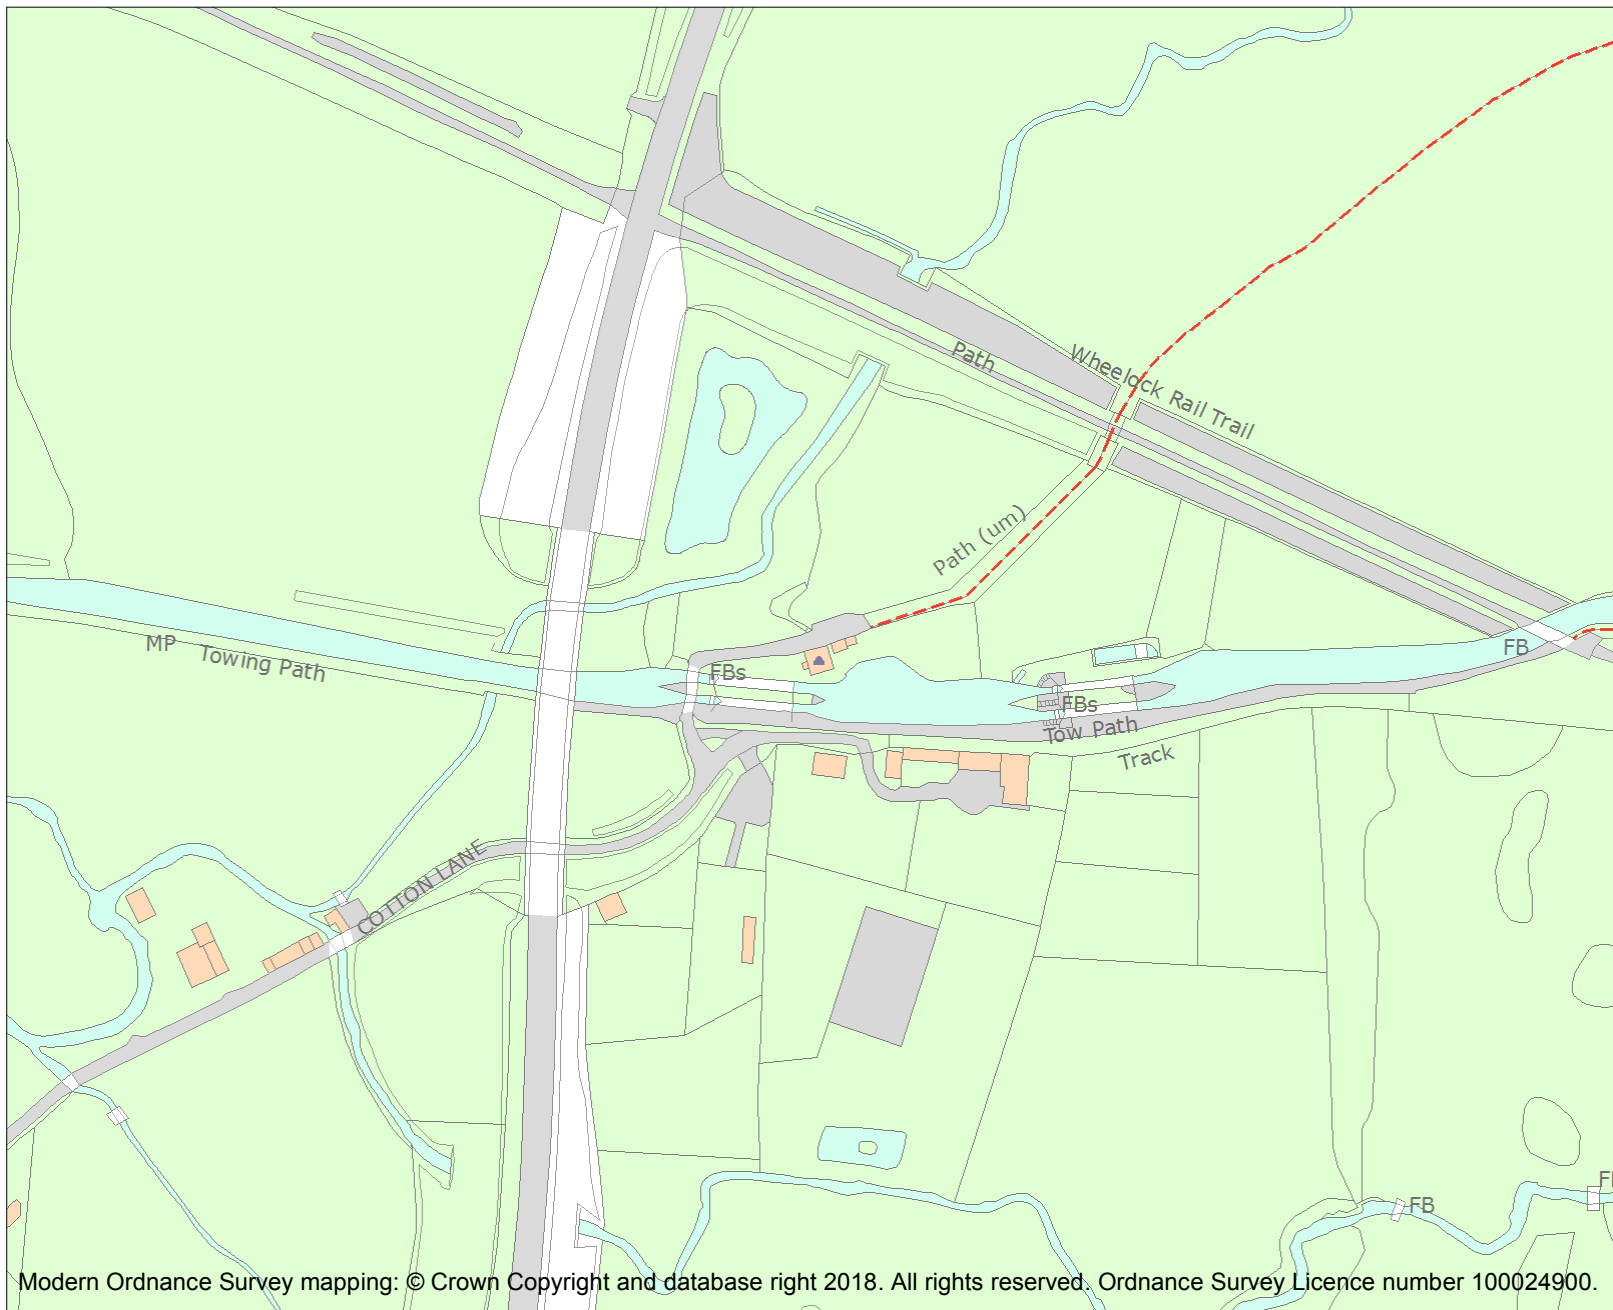 Path
Wheelock Rail Trail
Path (um)
MP
Towing Path
FBs
FB
FBs
Tow Path
Track
COTTON LANE
FB
Modern Ordnance Survey mapping: © Crown Copyright and database right 2018. All rights reserved. Ordnance Survey Licence number 100024900.